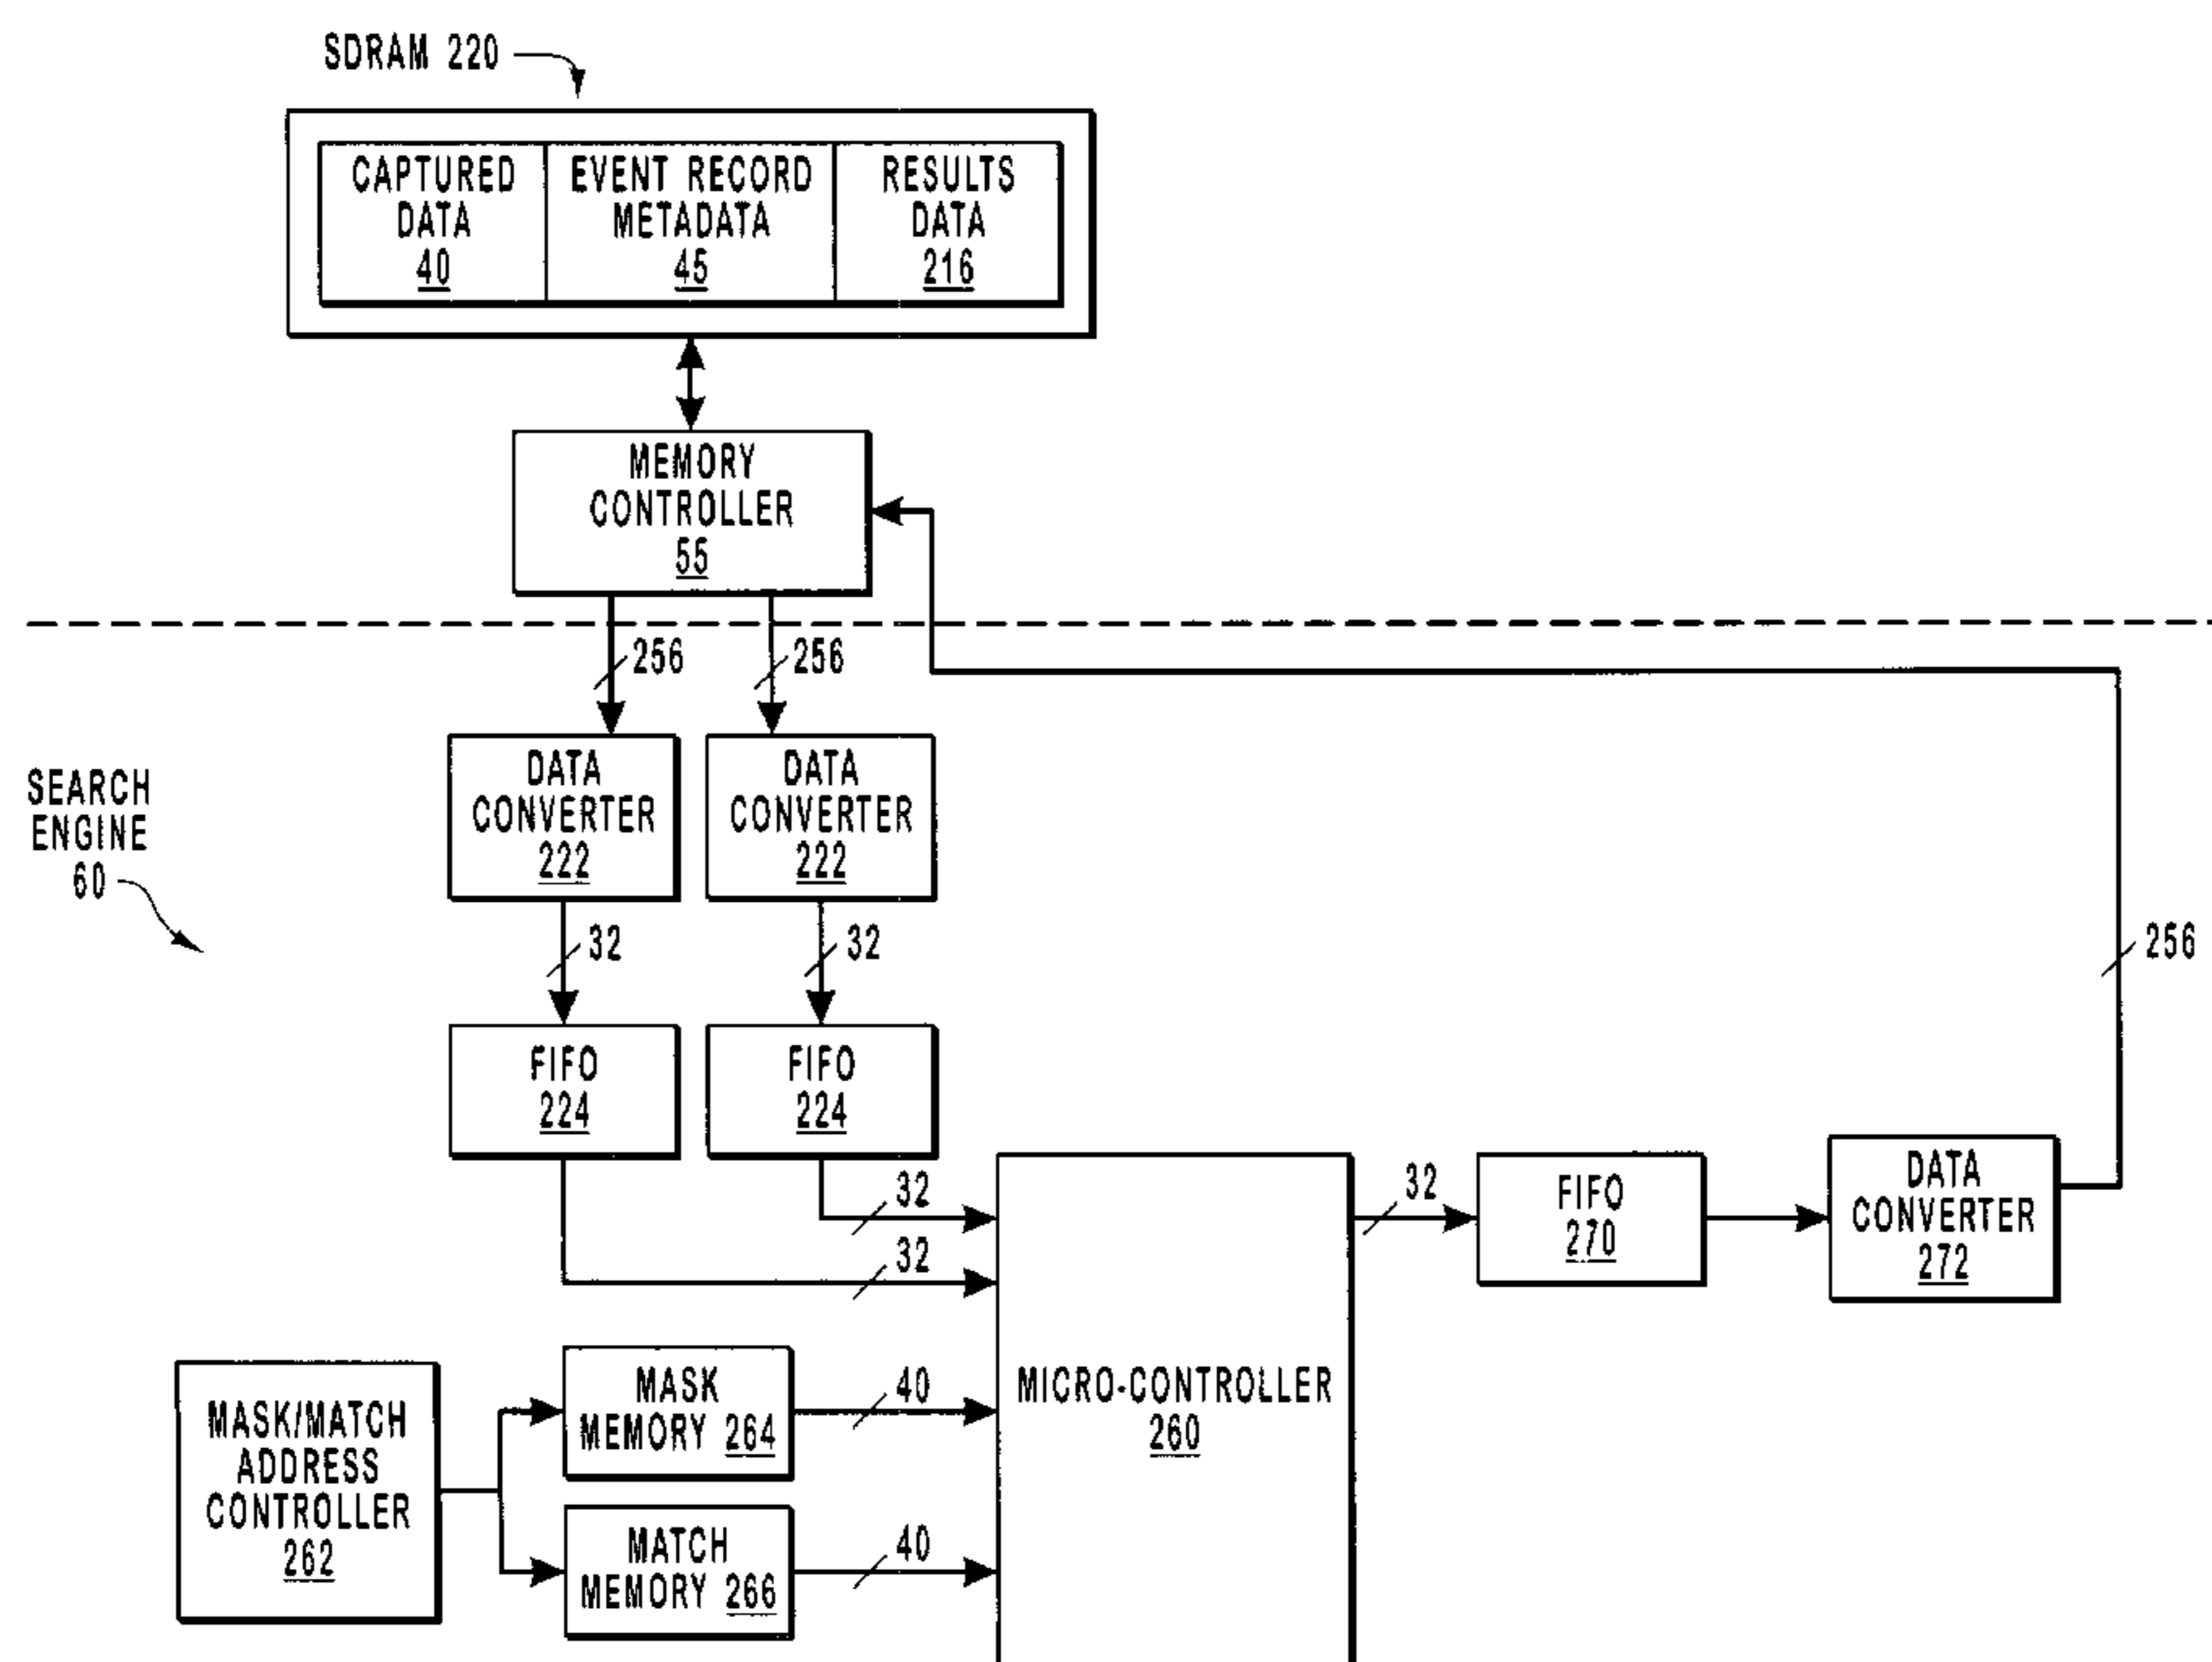 SDRAM 220
CAPTURED
DATA
40
EVENT RECORD
METADATA
45
RESULTS
DATA
216
MEMORY
CONTROLLER
55
256
256
DATA
CONVERTER
222
DATA
CONVERTER
222
SEARCH
ENGINE
60
32
32
256
FIFO
224
FIFO
224
32
32
32
FIFO
270
DATA
CONVERTER
272
MASK/MATCH
ADDRESS
CONTROLLER
262
MASK
MEMORY 264
40
MATCH
MEMORY 266
40
MICRO-CONTROLLER
260